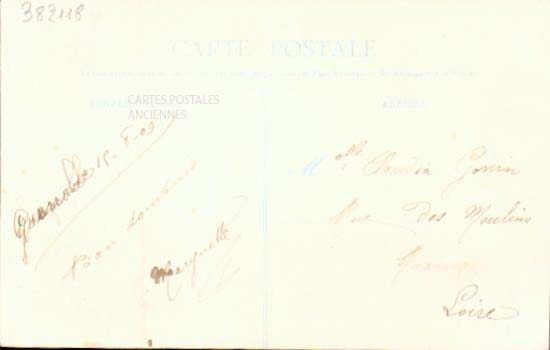 382118
CARTE POSTALE
CARTES POSTALES
ANCIENNES
ADRESSE
Grenoble 15-8-09
Bon souvenir
Marguerite
Mlle Claudia Gonin
Rue des Moulins
Loire